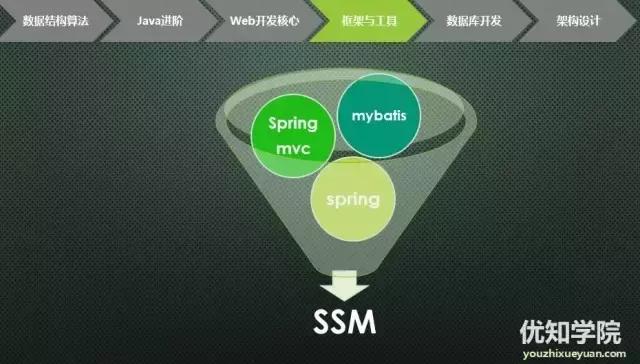 数据结构算法
Java进阶
Web开发核心
框架与工具
数据库开发
架构设计
Spring
mvc
mybatis
spring
SSM
优知学院
youzhixueyuan.com